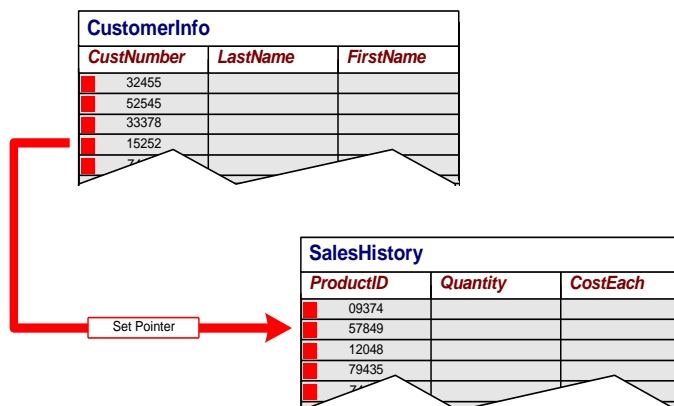 CustomerInfo
CustNumber LastName FirstName
32455
52545
33378
15252
SalesHistory
ProductID Quantity CostEach
09374
57849
Set Pointer
12048
79435